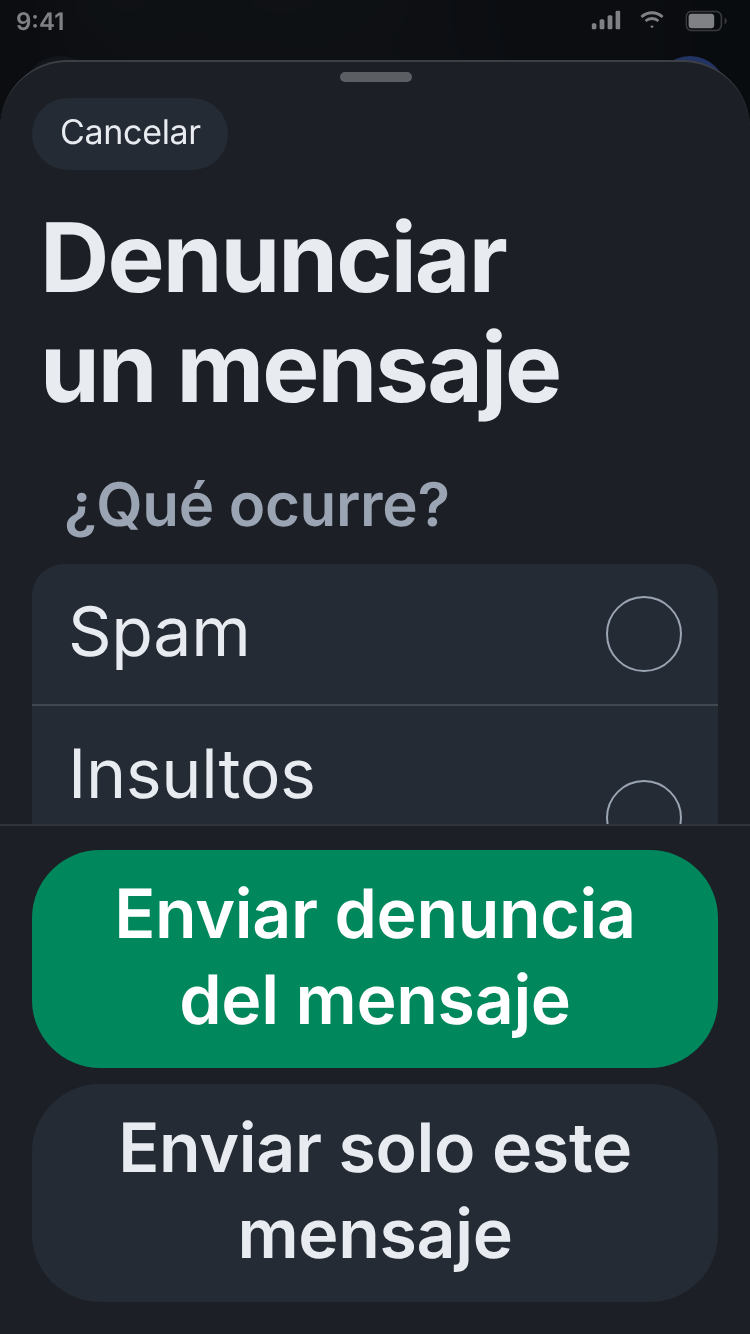 9:41
Cancelar
Denunciar
un mensaje
¿Qué ocurre?
Spam
Insultos
Enviar denuncia
del mensaje
Enviar solo este
mensaje